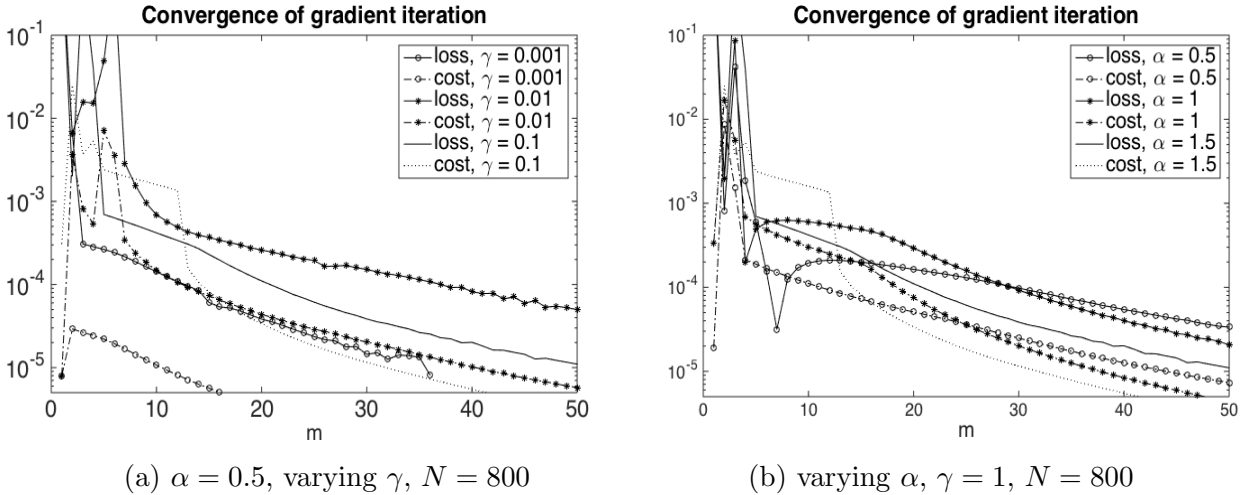 Convergence of gradient iteration
10^-1
10^-2
10^-3
10^-4
10^-5
0 10 20 30 40 50
m
loss, γ = 0.001
cost, γ = 0.001
loss, γ = 0.01
cost, γ = 0.01
loss, γ = 0.1
cost, γ = 0.1
(a) α = 0.5, varying γ, N = 800
Convergence of gradient iteration
10^-1
10^-2
10^-3
10^-4
10^-5
0 10 20 30 40 50
m
loss, α = 0.5
cost, α = 0.5
loss, α = 1
cost, α = 1
loss, α = 1.5
cost, α = 1.5
(b) varying α, γ = 1, N = 800